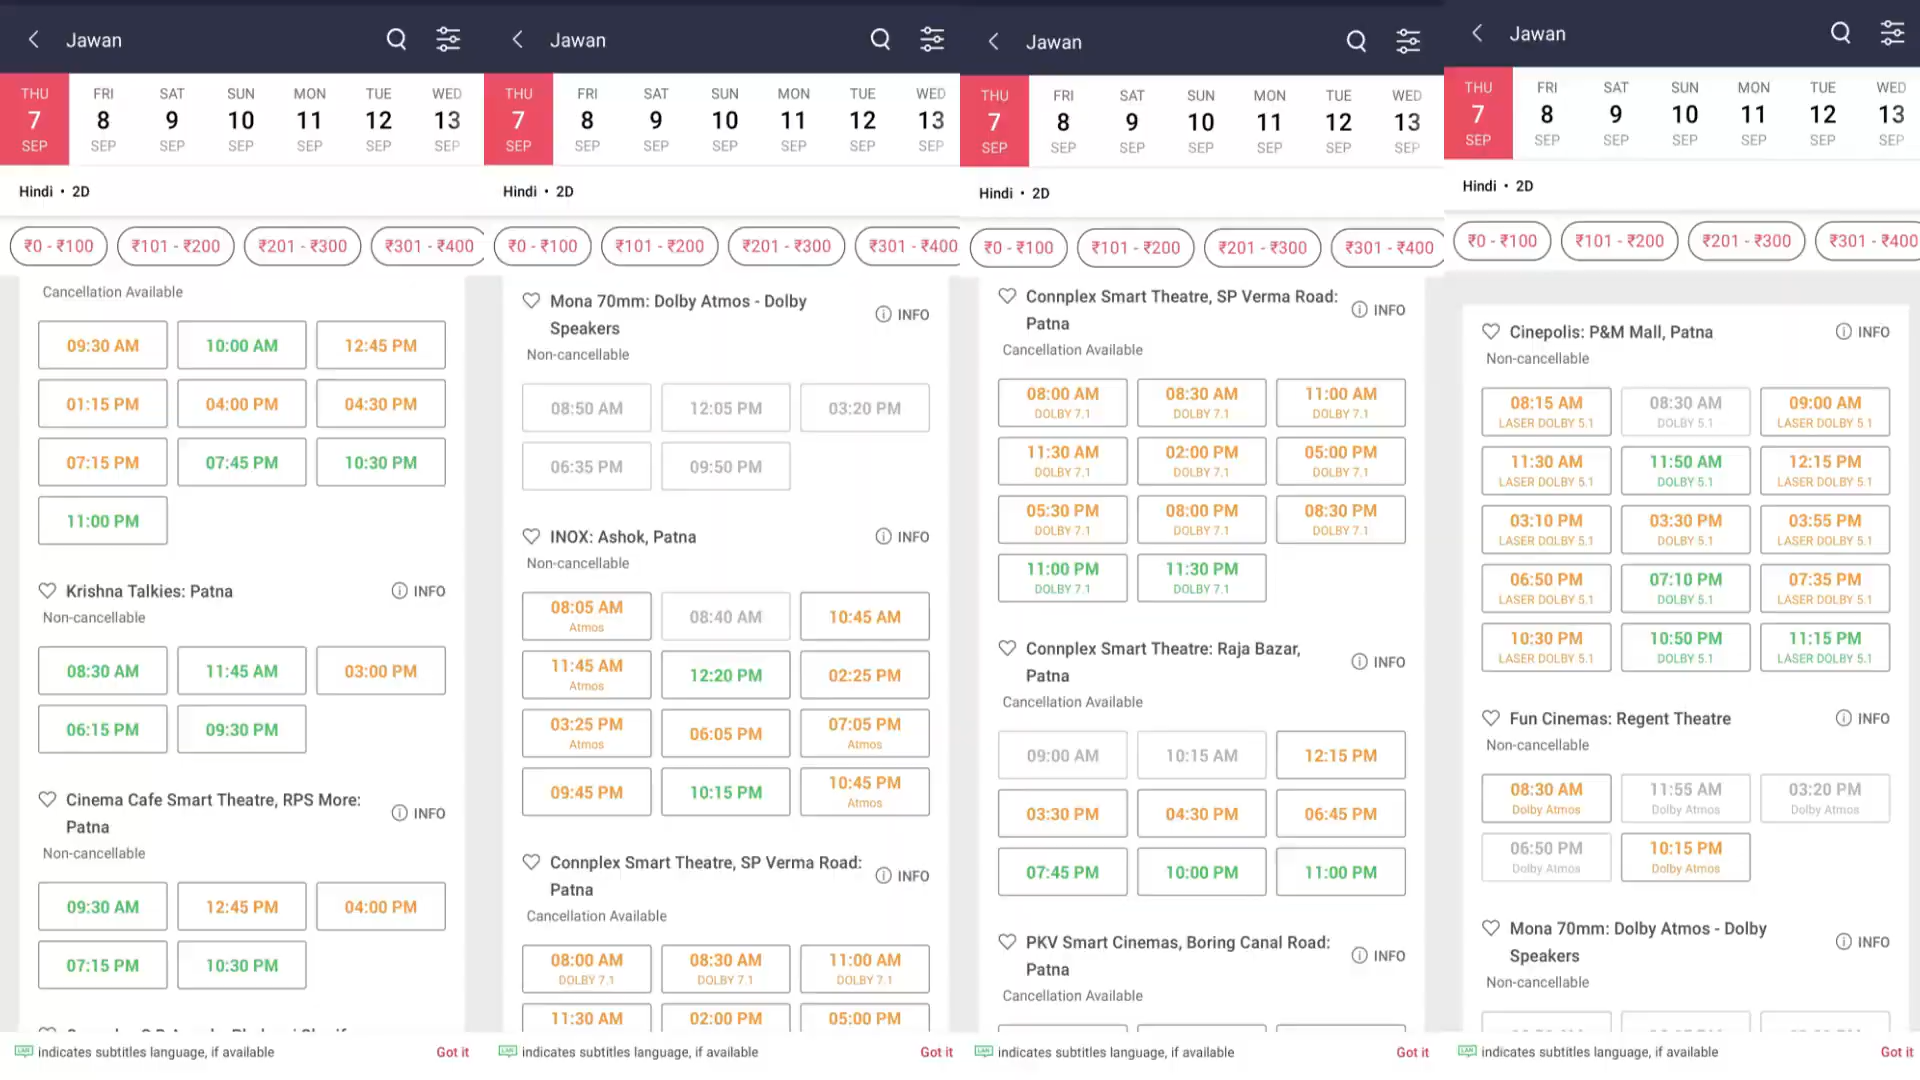 Jawan
THU FRI SAT SUN MON TUE WED
7 8 9 10 11 12 13
SEP SEP SEP SEP SEP SEP SEP
Hindi • 2D
₹0 - ₹100 ₹101 - ₹200 ₹201 - ₹300 ₹301 - ₹400
Cancellation Available
09:30 AM 10:00 AM 12:45 PM
01:15 PM 04:00 PM 04:30 PM
07:15 PM 07:45 PM 10:30 PM
11:00 PM
Krishna Talkies: Patna INFO
Non-cancellable
08:30 AM 11:45 AM 03:00 PM
06:15 PM 09:30 PM
Cinema Cafe Smart Theatre, RPS More:
Patna INFO
Non-cancellable
09:30 AM 12:45 PM 04:00 PM
07:15 PM 10:30 PM
LAN indicates subtitles language, if available Got it
Jawan
THU FRI SAT SUN MON TUE WED
7 8 9 10 11 12 13
SEP SEP SEP SEP SEP SEP SEP
Hindi • 2D
₹0 - ₹100 ₹101 - ₹200 ₹201 - ₹300 ₹301 - ₹400
Mona 70mm: Dolby Atmos - Dolby
Speakers INFO
Non-cancellable
08:50 AM 12:05 PM 03:20 PM
06:35 PM 09:50 PM
INOX: Ashok, Patna INFO
Non-cancellable
08:05 AM 08:40 AM 10:45 AM
Atmos
11:45 AM 12:20 PM 02:25 PM
Atmos
03:25 PM 06:05 PM 07:05 PM
Atmos Atmos
09:45 PM 10:15 PM 10:45 PM
Atmos
Connplex Smart Theatre, SP Verma Road:
Patna INFO
Cancellation Available
08:00 AM 08:30 AM 11:00 AM
DOLBY 7.1 DOLBY 7.1 DOLBY 7.1
11:30 AM 02:00 PM 05:00 PM
LAN indicates subtitles language, if available Got it
Jawan
THU FRI SAT SUN MON TUE WED
7 8 9 10 11 12 13
SEP SEP SEP SEP SEP SEP SEP
Hindi • 2D
₹0 - ₹100 ₹101 - ₹200 ₹201 - ₹300 ₹301 - ₹400
Connplex Smart Theatre, SP Verma Road:
Patna INFO
Cancellation Available
08:00 AM 08:30 AM 11:00 AM
DOLBY 7.1 DOLBY 7.1 DOLBY 7.1
11:30 AM 02:00 PM 05:00 PM
DOLBY 7.1 DOLBY 7.1 DOLBY 7.1
05:30 PM 08:00 PM 08:30 PM
DOLBY 7.1 DOLBY 7.1 DOLBY 7.1
11:00 PM 11:30 PM
DOLBY 7.1 DOLBY 7.1
Connplex Smart Theatre: Raja Bazar,
Patna INFO
Cancellation Available
09:00 AM 10:15 AM 12:15 PM
03:30 PM 04:30 PM 06:45 PM
07:45 PM 10:00 PM 11:00 PM
PKV Smart Cinemas, Boring Canal Road:
Patna INFO
Cancellation Available
LAN indicates subtitles language, if available Got it
Jawan
THU FRI SAT SUN MON TUE WED
7 8 9 10 11 12 13
SEP SEP SEP SEP SEP SEP SEP
Hindi • 2D
₹0 - ₹100 ₹101 - ₹200 ₹201 - ₹300 ₹301 - ₹400
Cinepolis: P&M Mall, Patna INFO
Non-cancellable
08:15 AM 08:30 AM 09:00 AM
LASER DOLBY 5.1 DOLBY 5.1 LASER DOLBY 5.1
11:30 AM 11:50 AM 12:15 PM
LASER DOLBY 5.1 DOLBY 5.1 LASER DOLBY 5.1
03:10 PM 03:30 PM 03:55 PM
LASER DOLBY 5.1 DOLBY 5.1 LASER DOLBY 5.1
06:50 PM 07:10 PM 07:35 PM
LASER DOLBY 5.1 DOLBY 5.1 LASER DOLBY 5.1
10:30 PM 10:50 PM 11:15 PM
LASER DOLBY 5.1 DOLBY 5.1 LASER DOLBY 5.1
Fun Cinemas: Regent Theatre INFO
Non-cancellable
08:30 AM 11:55 AM 03:20 PM
Dolby Atmos Dolby Atmos Dolby Atmos
06:50 PM 10:15 PM
Dolby Atmos Dolby Atmos
Mona 70mm: Dolby Atmos - Dolby
Speakers INFO
Non-cancellable
LAN indicates subtitles language, if available Got it